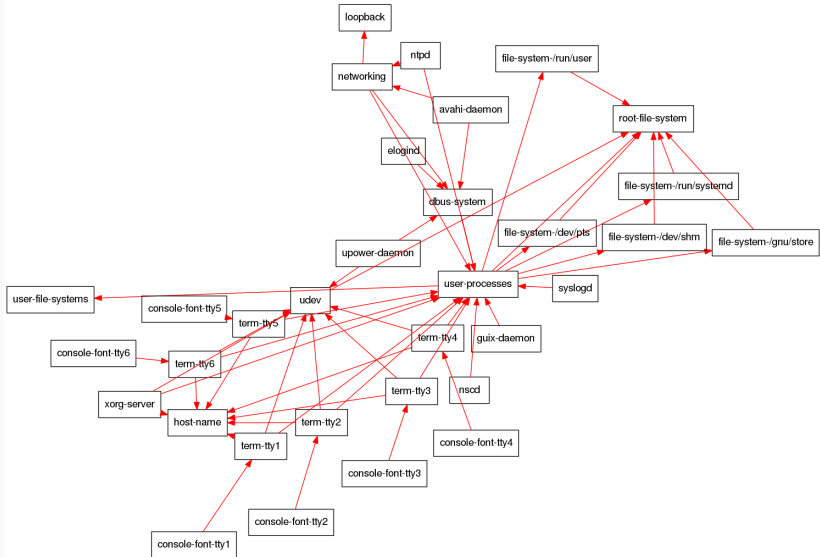 loopback
ntpd
file-system-/run/user
networking
avahi-daemon
root-file-system
elogind
file-system-/run/systemd
dbus-system
file-system-/dev/pts
file-system-/dev/shm
file-system-/gnu/store
upower-daemon
user-processes
syslogd
user-file-systems
udev
console-font-tty5
term-tty5
term-tty4
guix-daemon
console-font-tty6
term-tty6
term-tty3
nscd
xorg-server
host-name
term-tty2
term-tty1
console-font-tty4
console-font-tty3
console-font-tty2
console-font-tty1